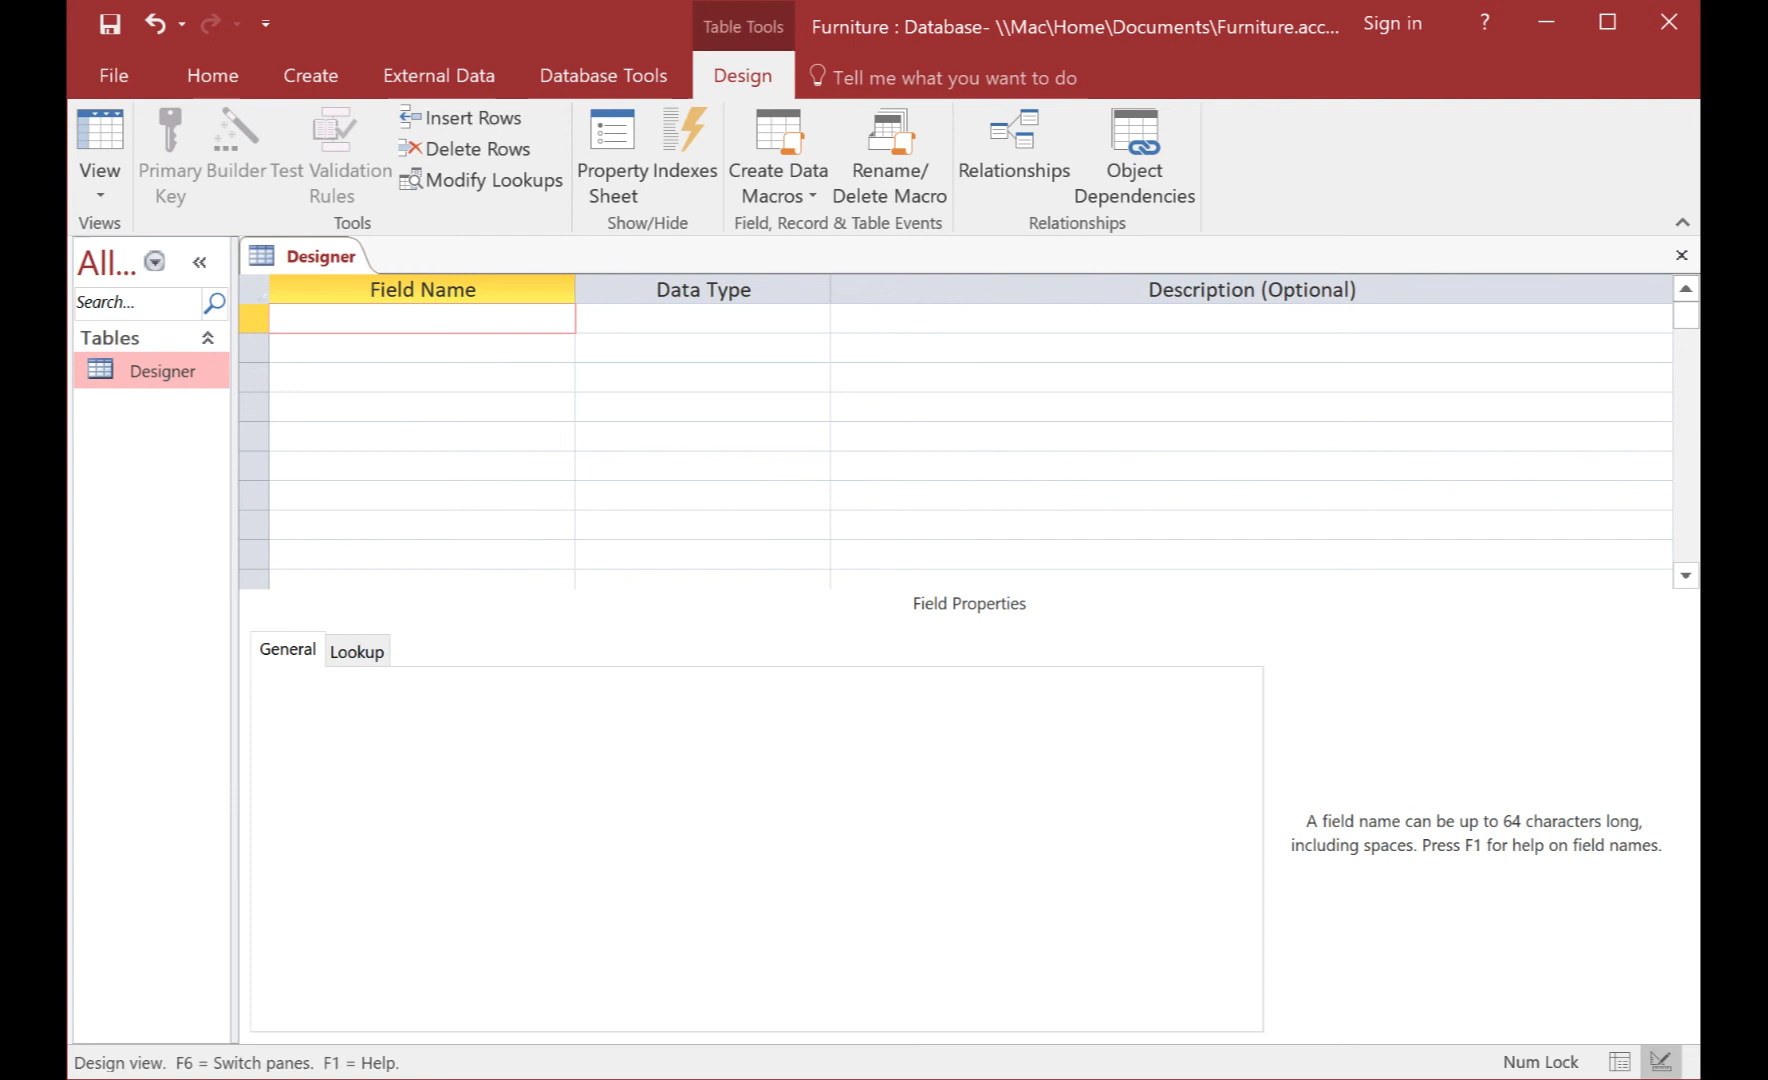 Table Tools
Furniture : Database- \\Mac\Home\Documents\Furniture.acc...
Sign in
?
File
Home
Create
External Data
Database Tools
Design
Tell me what you want to do
View
Primary Key
Builder
Test Validation Rules
Insert Rows
Delete Rows
Modify Lookups
Property Sheet
Indexes
Create Data Macros
Rename/ Delete Macro
Relationships
Object Dependencies
Views
Tools
Show/Hide
Field, Record & Table Events
Relationships
All...
Search...
Tables
Designer
Designer
Field Name
Data Type
Description (Optional)
Field Properties
General
Lookup
A field name can be up to 64 characters long,
including spaces. Press F1 for help on field names.
Design view. F6 = Switch panes. F1 = Help.
Num Lock